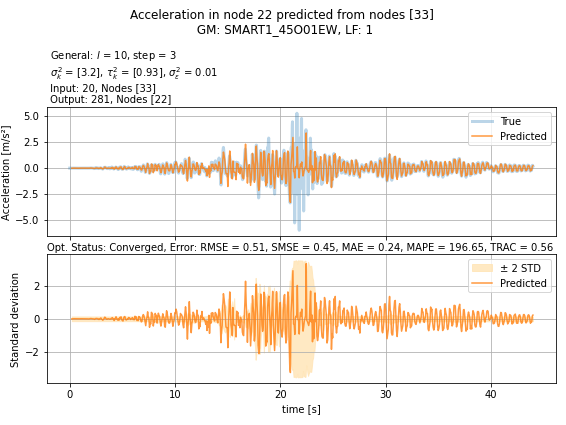 Acceleration in node 22 predicted from nodes [33]
GM: SMART1_45O01EW, LF: 1
General: l = 10, step = 3
σ²ₖ = [3.2], τ²ₖ = [0.93], σ²ε = 0.01
Input: 20, Nodes [33]
Output: 281, Nodes [22]
Acceleration [m/s²]
5.0
2.5
0.0
−2.5
−5.0
True
Predicted
Opt. Status: Converged, Error: RMSE = 0.51, SMSE = 0.45, MAE = 0.24, MAPE = 196.65, TRAC = 0.56
Standard deviation
2
0
−2
± 2 STD
Predicted
0 10 20 30 40
time [s]